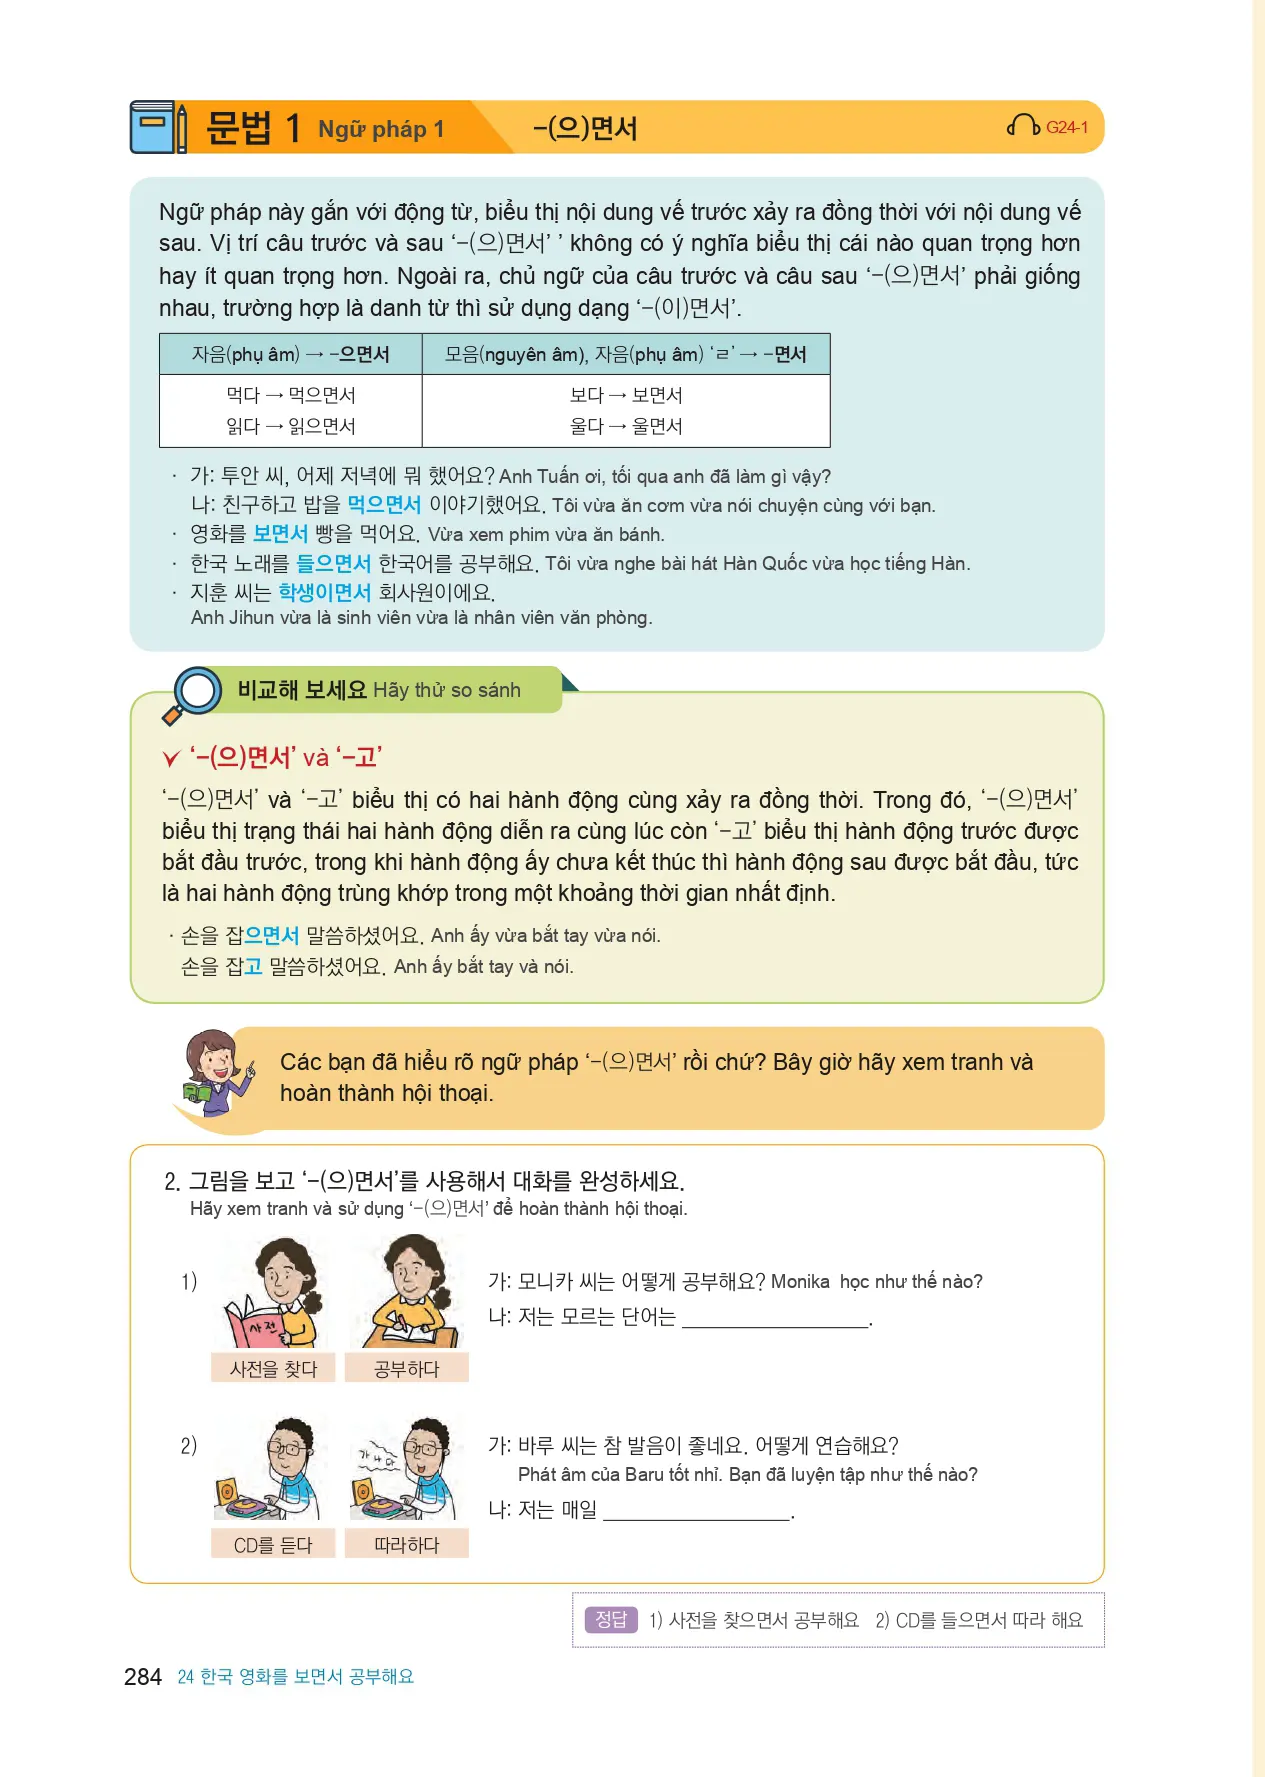 문법 1 Ngữ pháp 1 -(으)면서 G24-1
Ngữ pháp này gắn với động từ, biểu thị nội dung vế trước xảy ra đồng thời với nội dung vế
sau. Vị trí câu trước và sau ‘-(으)면서’ ’ không có ý nghĩa biểu thị cái nào quan trọng hơn
hay ít quan trọng hơn. Ngoài ra, chủ ngữ của câu trước và câu sau ‘-(으)면서’ phải giống
nhau, trường hợp là danh từ thì sử dụng dạng ‘-(이)면서’.
자음(phụ âm) → -으면서 모음(nguyên âm), 자음(phụ âm) ‘ㄹ’ → -면서
먹다 → 먹으면서 보다 → 보면서
읽다 → 읽으면서 울다 → 울면서
· 가: 투안 씨, 어제 저녁에 뭐 했어요? Anh Tuấn ơi, tối qua anh đã làm gì vậy?
나: 친구하고 밥을 먹으면서 이야기했어요. Tôi vừa ăn cơm vừa nói chuyện cùng với bạn.
· 영화를 보면서 빵을 먹어요. Vừa xem phim vừa ăn bánh.
· 한국 노래를 들으면서 한국어를 공부해요. Tôi vừa nghe bài hát Hàn Quốc vừa học tiếng Hàn.
· 지훈 씨는 학생이면서 회사원이에요.
Anh Jihun vừa là sinh viên vừa là nhân viên văn phòng.
비교해 보세요 Hãy thử so sánh
‘-(으)면서’ và ‘-고’
‘-(으)면서’ và ‘-고’ biểu thị có hai hành động cùng xảy ra đồng thời. Trong đó, ‘-(으)면서’
biểu thị trạng thái hai hành động diễn ra cùng lúc còn ‘-고’ biểu thị hành động trước được
bắt đầu trước, trong khi hành động ấy chưa kết thúc thì hành động sau được bắt đầu, tức
là hai hành động trùng khớp trong một khoảng thời gian nhất định.
· 손을 잡으면서 말씀하셨어요. Anh ấy vừa bắt tay vừa nói.
손을 잡고 말씀하셨어요. Anh ấy bắt tay và nói.
Các bạn đã hiểu rõ ngữ pháp ‘-(으)면서’ rồi chứ? Bây giờ hãy xem tranh và
hoàn thành hội thoại.
2. 그림을 보고 ‘-(으)면서’를 사용해서 대화를 완성하세요.
Hãy xem tranh và sử dụng ‘-(으)면서’ để hoàn thành hội thoại.
1) 가: 모니카 씨는 어떻게 공부해요? Monika học như thế nào?
나: 저는 모르는 단어는 ____________________.
사전
사전을 찾다 공부하다
2) 가: 바루 씨는 참 발음이 좋네요. 어떻게 연습해요?
Phát âm của Baru tốt nhỉ. Bạn đã luyện tập như thế nào?
나: 저는 매일 ____________________.
가 나 다
CD를 듣다 따라하다
정답 1) 사전을 찾으면서 공부해요 2) CD를 들으면서 따라 해요
284 24 한국 영화를 보면서 공부해요